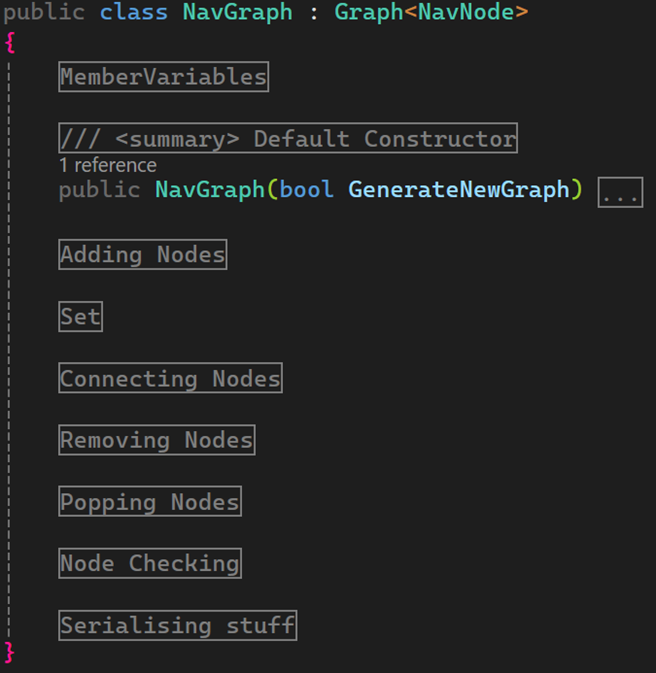 public class NavGraph : Graph<NavNode>
{
MemberVariables
/// <summary> Default Constructor
1 reference
public NavGraph(bool GenerateNewGraph) ...
Adding Nodes
Set
Connecting Nodes
Removing Nodes
Popping Nodes
Node Checking
Serialising stuff
}